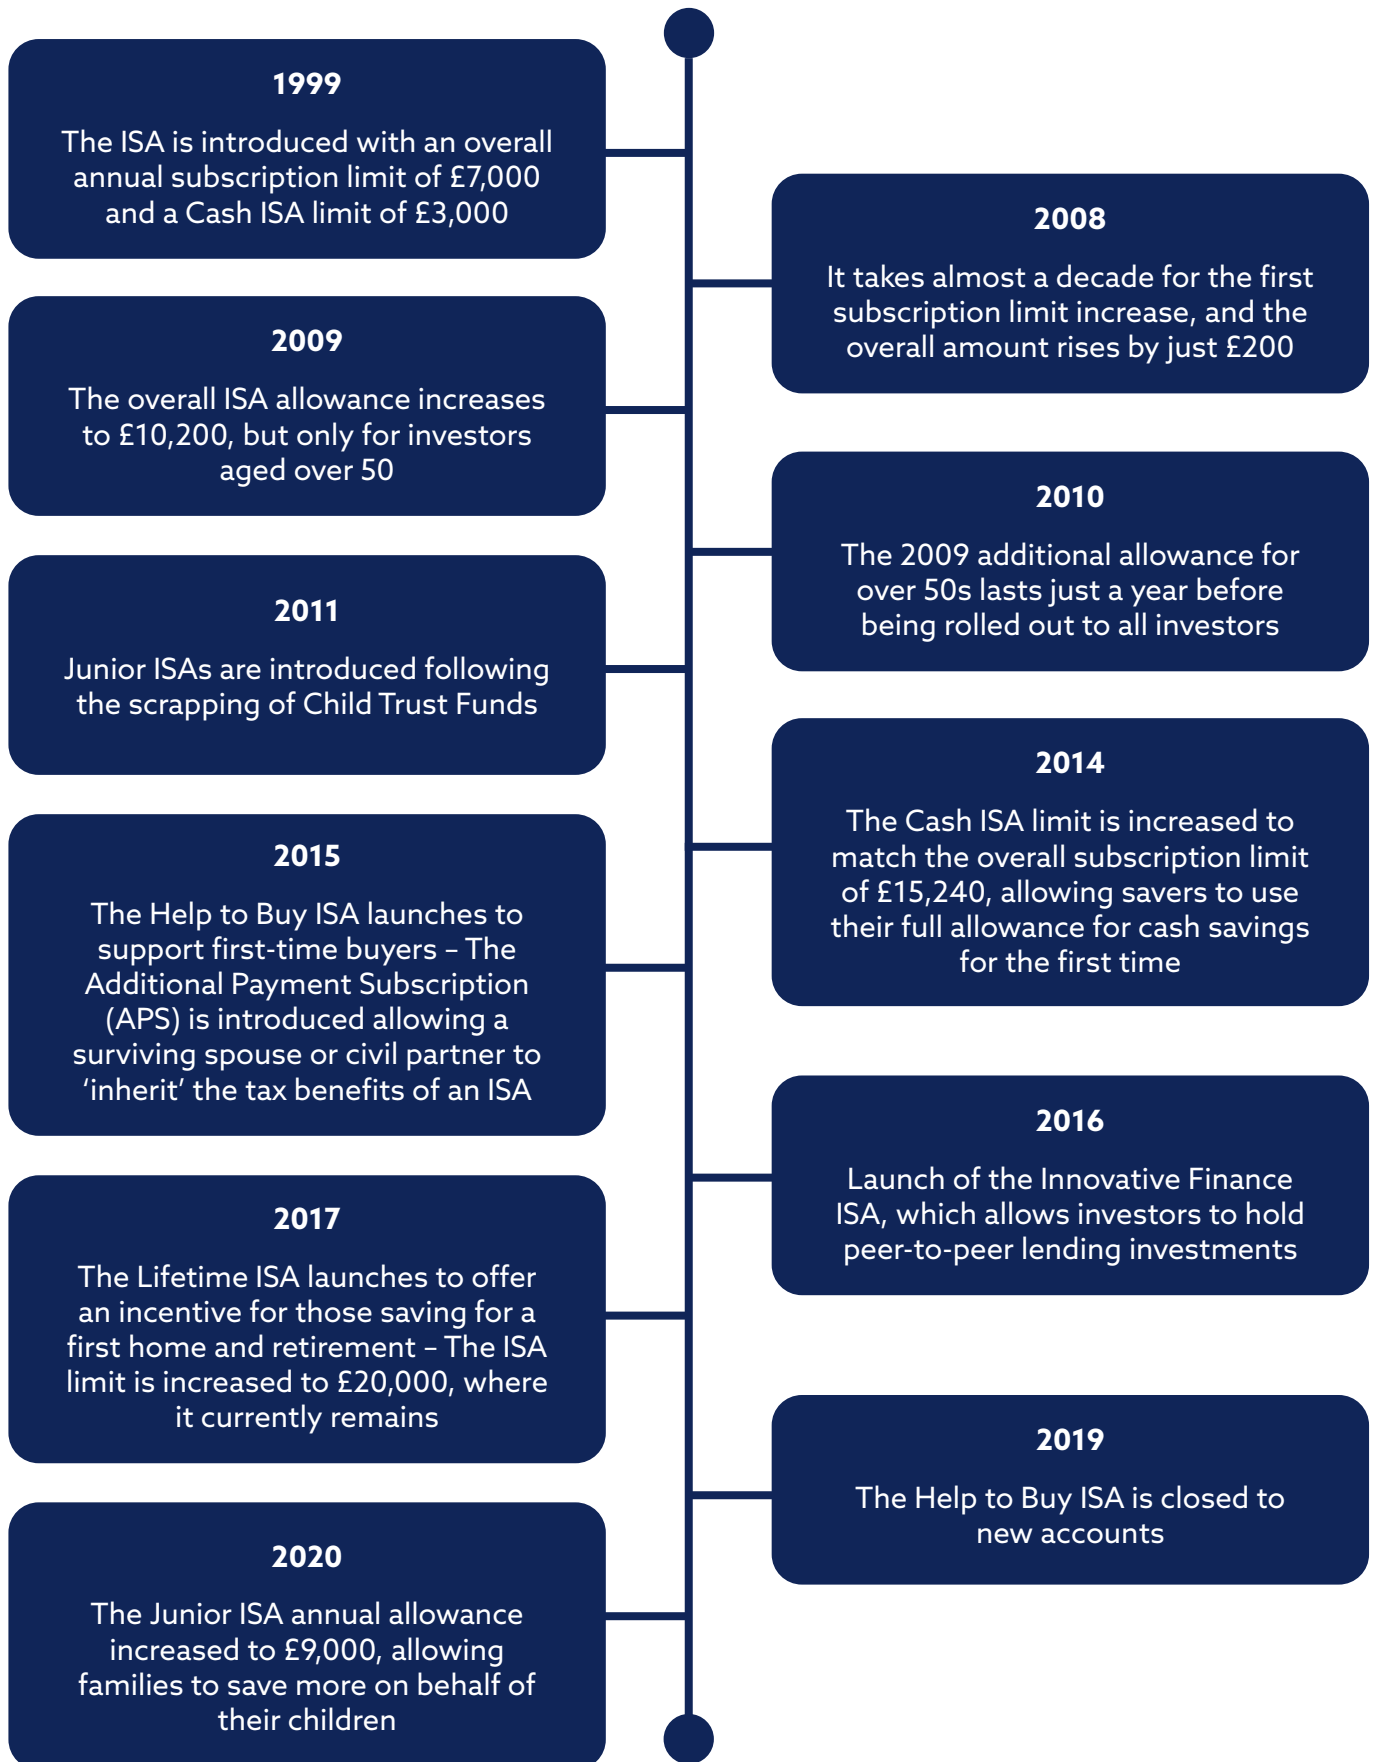 1999
The ISA is introduced with an overall
annual subscription limit of £7,000
and a Cash ISA limit of £3,000
2008
It takes almost a decade for the first
subscription limit increase, and the
overall amount rises by just £200
2009
The overall ISA allowance increases
to £10,200, but only for investors
aged over 50
2010
The 2009 additional allowance for
over 50s lasts just a year before
being rolled out to all investors
2011
Junior ISAs are introduced following
the scrapping of Child Trust Funds
2014
The Cash ISA limit is increased to
match the overall subscription limit
of £15,240, allowing savers to use
their full allowance for cash savings
for the first time
2015
The Help to Buy ISA launches to
support first-time buyers – The
Additional Payment Subscription
(APS) is introduced allowing a
surviving spouse or civil partner to
‘inherit’ the tax benefits of an ISA
2016
Launch of the Innovative Finance
ISA, which allows investors to hold
peer-to-peer lending investments
2017
The Lifetime ISA launches to offer
an incentive for those saving for a
first home and retirement – The ISA
limit is increased to £20,000, where
it currently remains
2019
The Help to Buy ISA is closed to
new accounts
2020
The Junior ISA annual allowance
increased to £9,000, allowing
families to save more on behalf of
their children